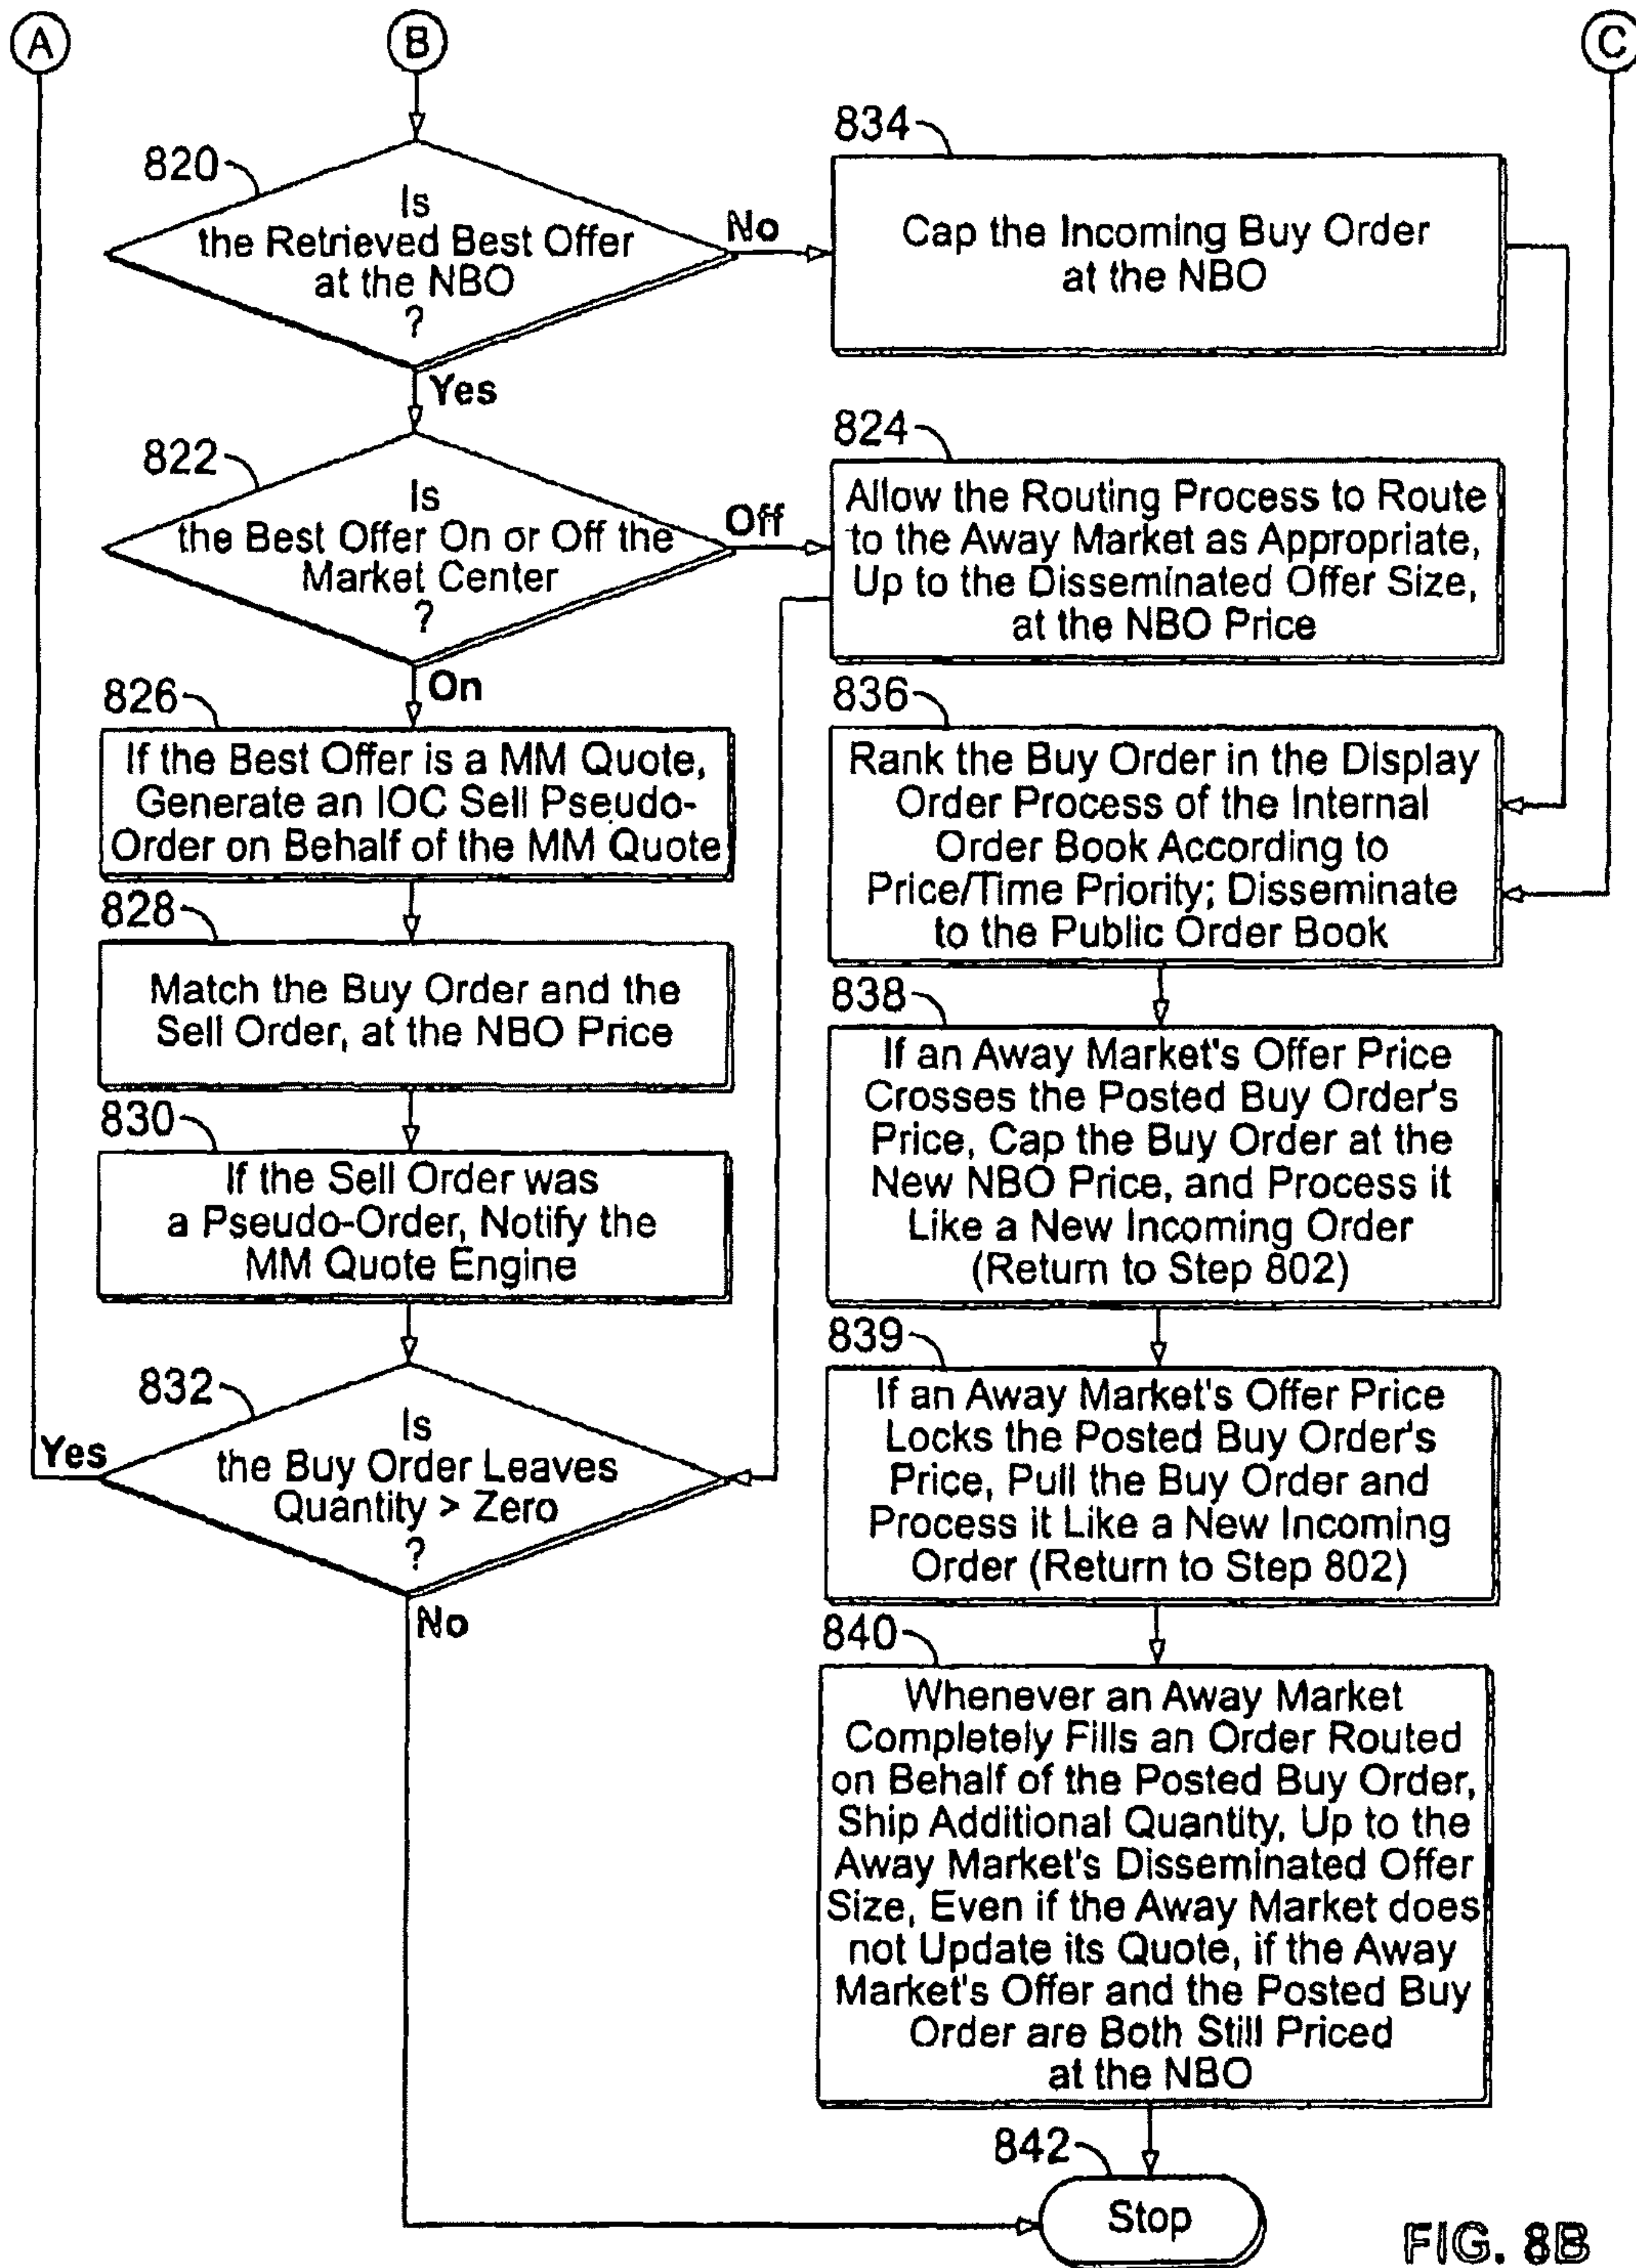 A
B
C
820
Is
the Retrieved Best Offer
at the NBO
?
No
Yes
834
Cap the Incoming Buy Order
at the NBO
822
Is
the Best Offer On or Off the
Market Center
?
Off
On
824
Allow the Routing Process to Route
to the Away Market as Appropriate,
Up to the Disseminated Offer Size,
at the NBO Price
826
If the Best Offer is a MM Quote,
Generate an IOC Sell Pseudo-
Order on Behalf of the MM Quote
828
Match the Buy Order and the
Sell Order, at the NBO Price
830
If the Sell Order was
a Pseudo-Order, Notify the
MM Quote Engine
832
Is
the Buy Order Leaves
Quantity > Zero
?
Yes
No
836
Rank the Buy Order in the Display
Order Process of the Internal
Order Book According to
Price/Time Priority; Disseminate
to the Public Order Book
838
If an Away Market's Offer Price
Crosses the Posted Buy Order's
Price, Cap the Buy Order at the
New NBO Price, and Process it
Like a New Incoming Order
(Return to Step 802)
839
If an Away Market's Offer Price
Locks the Posted Buy Order's
Price, Pull the Buy Order and
Process it Like a New Incoming
Order (Return to Step 802)
840
Whenever an Away Market
Completely Fills an Order Routed
on Behalf of the Posted Buy Order,
Ship Additional Quantity, Up to the
Away Market's Disseminated Offer
Size, Even if the Away Market does
not Update its Quote, if the Away
Market's Offer and the Posted Buy
Order are Both Still Priced
at the NBO
842
Stop
FIG. 8B